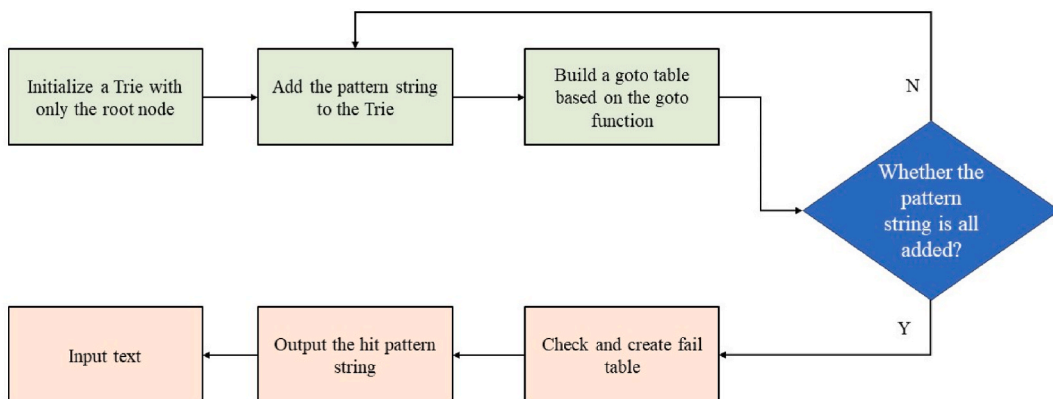 Initialize a Trie with
only the root node
Add the pattern string
to the Trie
Build a goto table
based on the goto
function
N
Whether the
pattern
string is all
added?
Y
Input text
Output the hit pattern
string
Check and create fail
table